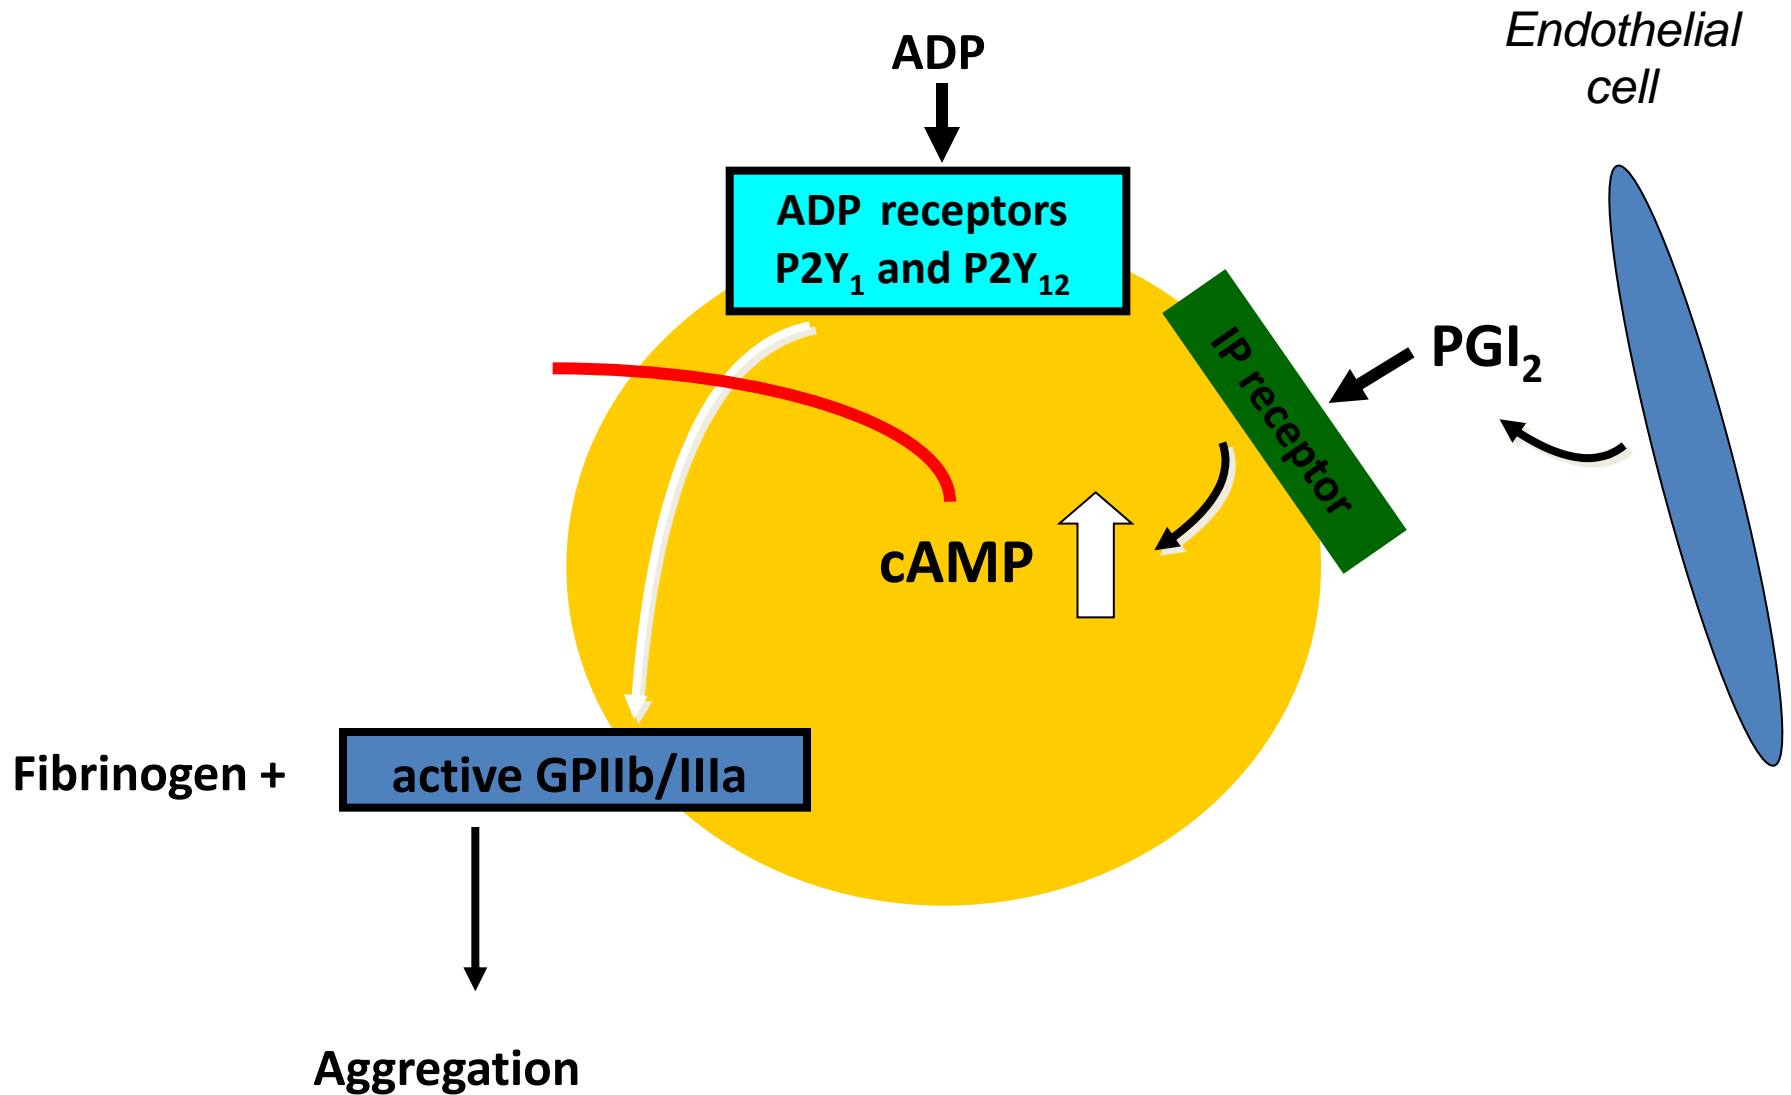 Endothelial
cell
ADP
ADP receptors
P2Y₁ and P2Y₁₂
IP receptor
PGI₂
cAMP
Fibrinogen +
active GPIIb/IIIa
Aggregation